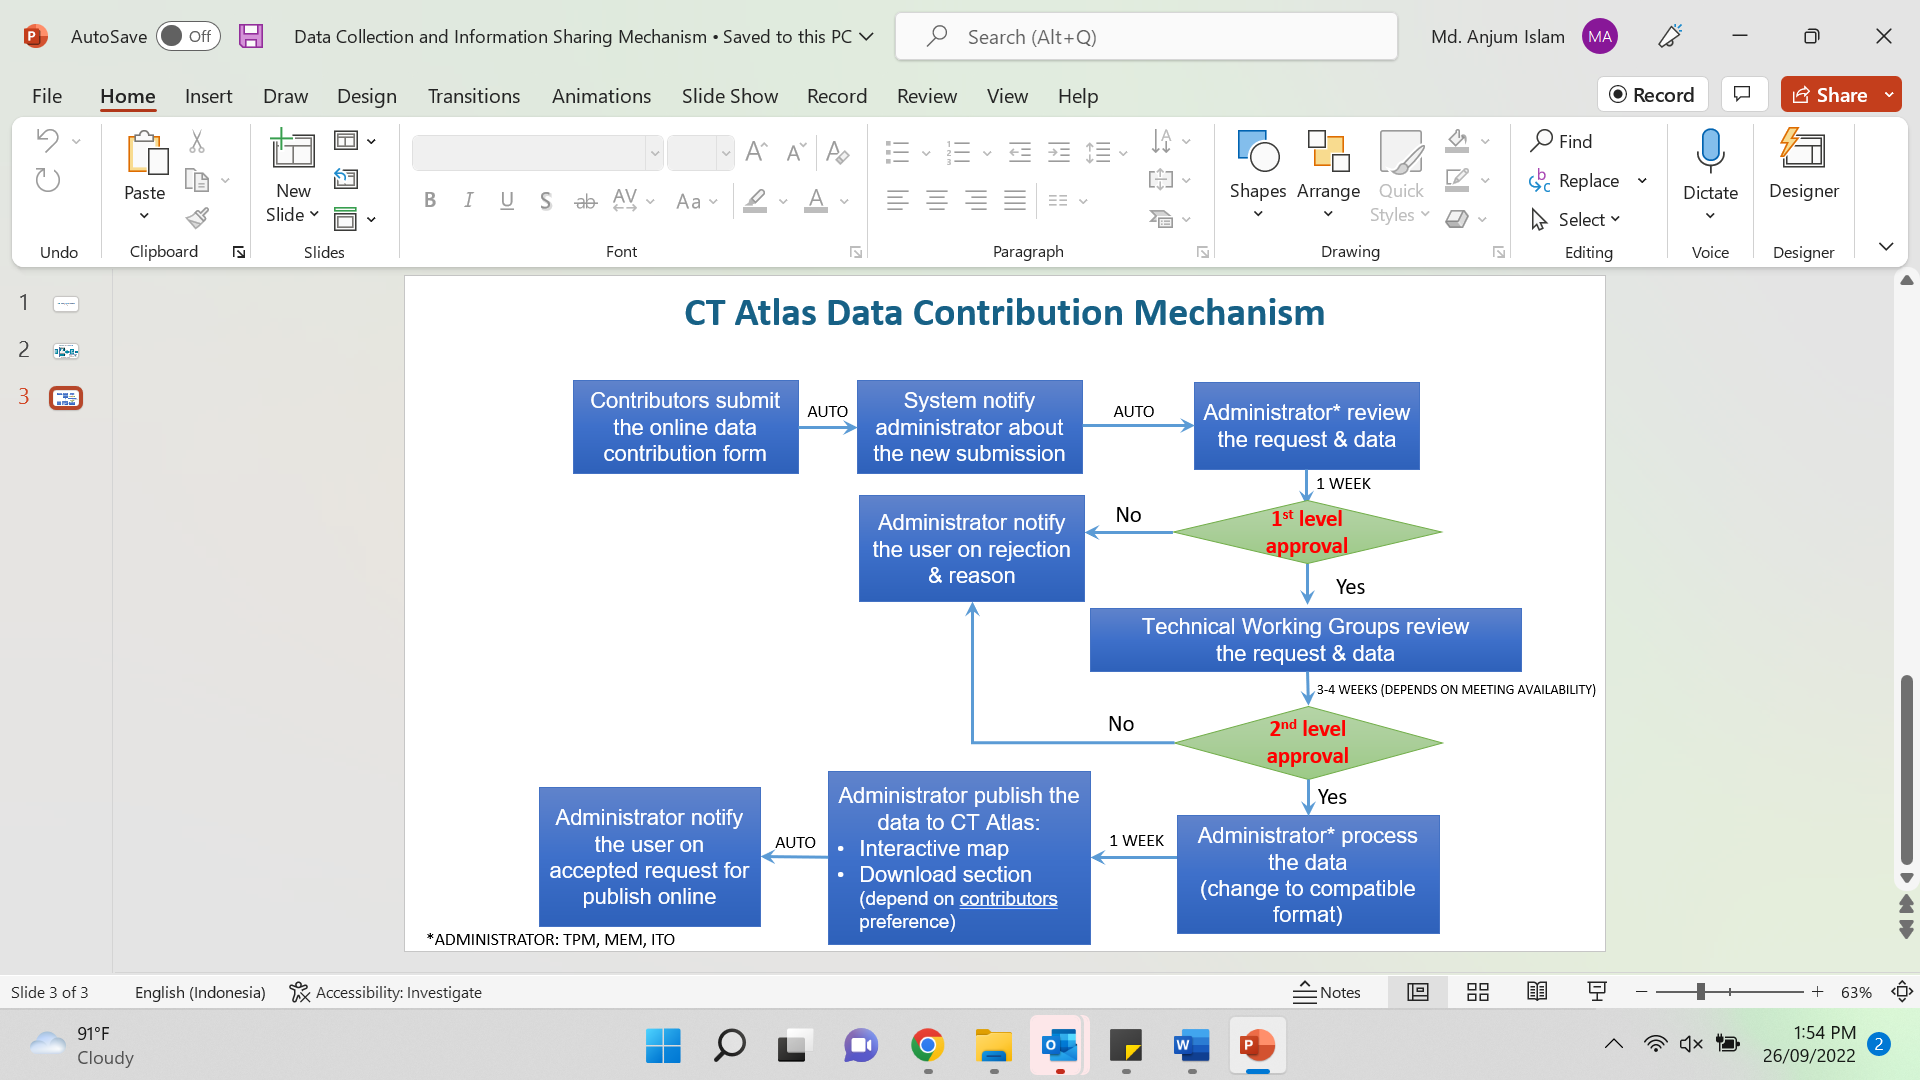 AutoSave Off Data Collection and Information Sharing Mechanism • Saved to this PC Search (Alt+Q) Md. Anjum Islam MA
File Home Insert Draw Design Transitions Animations Slide Show Record Review View Help Record Share
Paste
New
Slide
B I U S ab AV Aa A
Shapes Arrange Quick
Styles
Find
Replace
Select
Dictate
Designer
Undo Clipboard Slides Font Paragraph Drawing Editing Voice Designer
1
2
3
CT Atlas Data Contribution Mechanism
Contributors submit
the online data
contribution form
AUTO
System notify
administrator about
the new submission
AUTO
Administrator* review
the request & data
1 WEEK
1st level
approval
No
Administrator notify
the user on rejection
& reason
Yes
Technical Working Groups review
the request & data
3-4 WEEKS (DEPENDS ON MEETING AVAILABILITY)
2nd level
approval
No
Yes
Administrator* process
the data
(change to compatible
format)
1 WEEK
Administrator publish the
data to CT Atlas:
• Interactive map
• Download section
(depend on contributors
preference)
AUTO
Administrator notify
the user on
accepted request for
publish online
*ADMINISTRATOR: TPM, MEM, ITO
Slide 3 of 3 English (Indonesia) Accessibility: Investigate Notes 63%
91°F
Cloudy
1:54 PM
26/09/2022
2